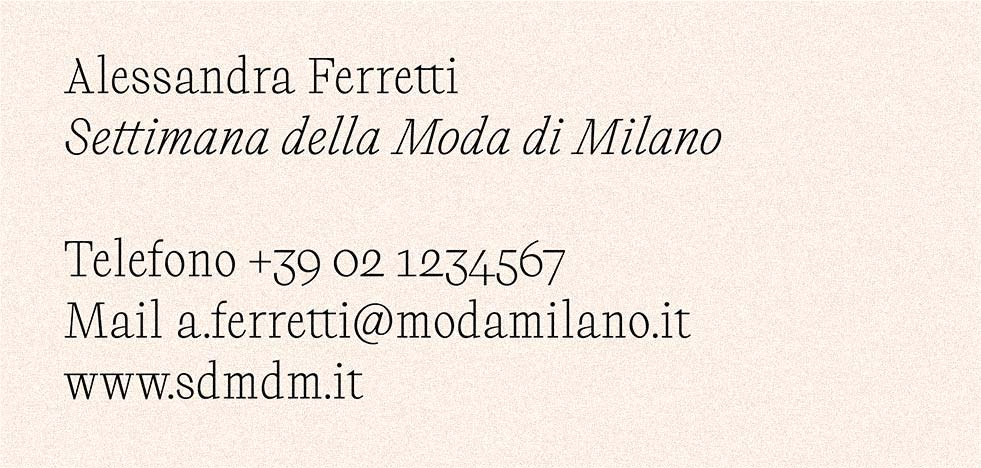 Alessandra Ferretti
Settimana della Moda di Milano
Telefono +39 02 1234567
Mail a.ferretti@modamilano.it
www.sdmdm.it